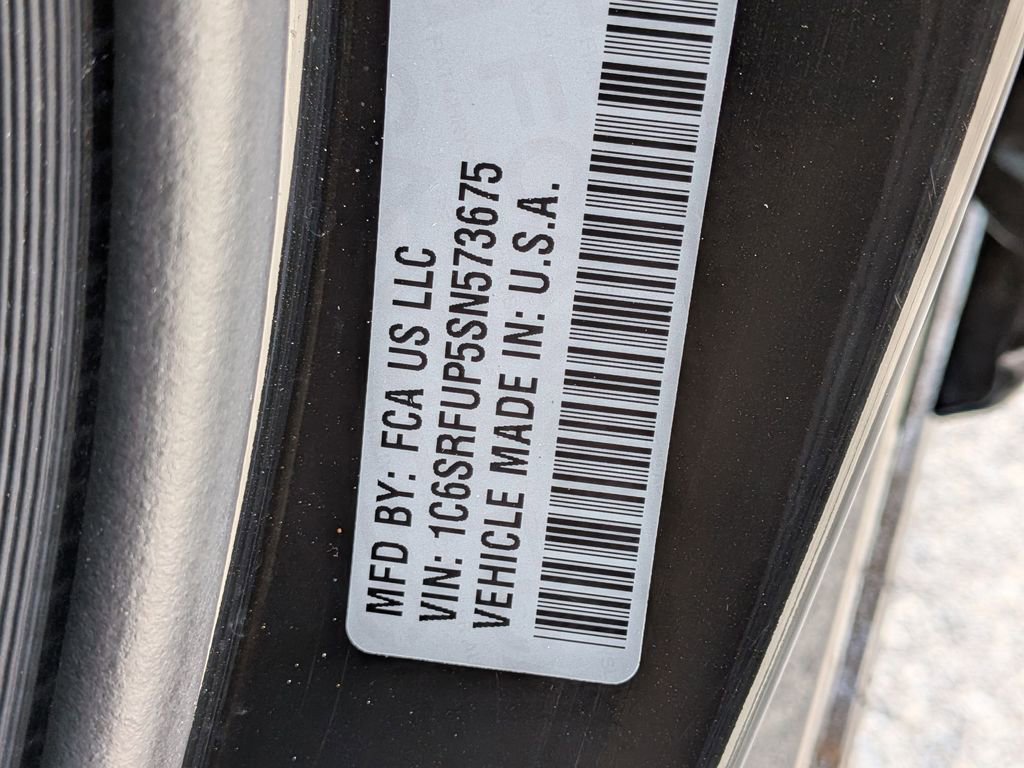 MFD BY: FCA US LLC
VIN: 1C6SRFUP5SN573675
VEHICLE MADE IN: U.S.A.